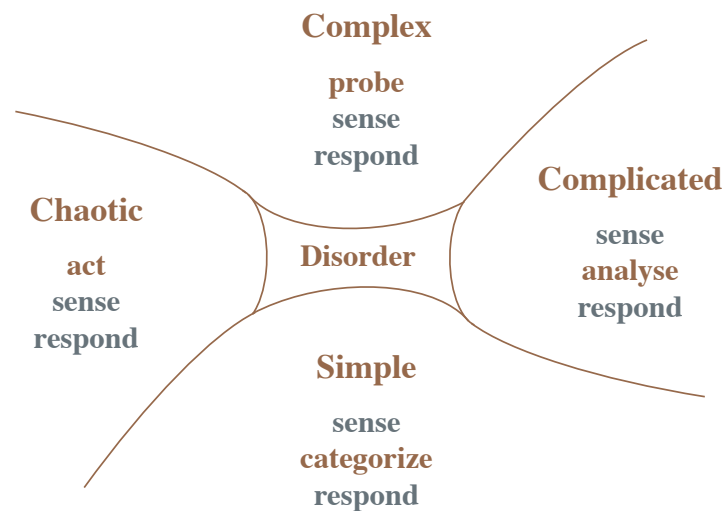 Complex
probe
sense
respond
Chaotic
act
sense
respond
Disorder
Complicated
sense
analyse
respond
Simple
sense
categorize
respond